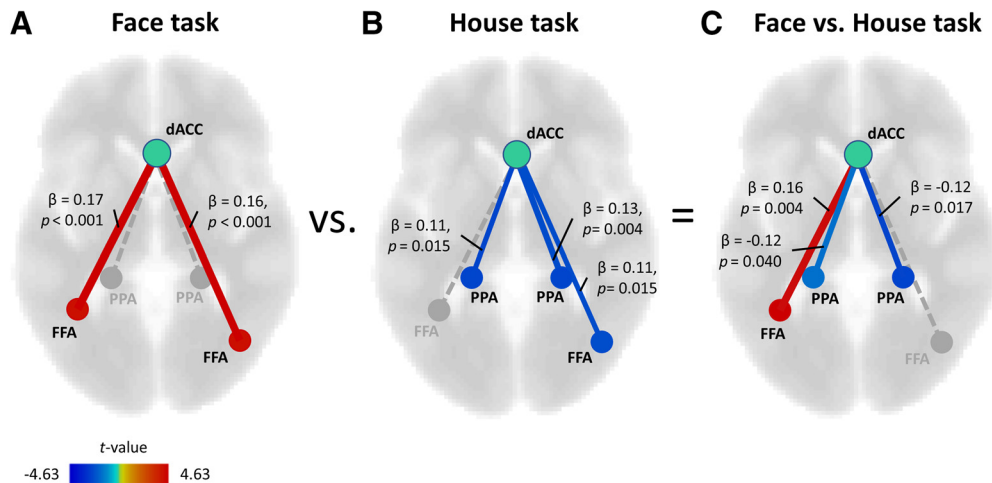 A Face task
B House task
C Face vs. House task
dACC
β = 0.17
p < 0.001
β = 0.16,
p < 0.001
PPA
PPA
FFA
FFA
vs.
dACC
β = 0.11,
p = 0.015
β = 0.13,
p = 0.004
β = 0.11,
p = 0.015
PPA
PPA
FFA
FFA
=
dACC
β = 0.16
p = 0.004
β = -0.12
p = 0.017
β = -0.12
p = 0.040
PPA
PPA
FFA
FFA
t-value
-4.63 4.63